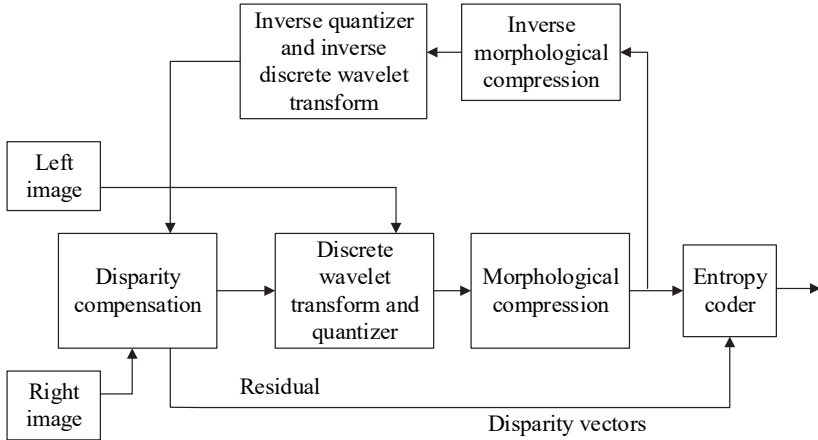 Inverse quantizer
and inverse
discrete wavelet
transform
Inverse
morphological
compression
Left
image
Disparity
compensation
Discrete
wavelet
transform and
quantizer
Morphological
compression
Entropy
coder
Right
image
Residual
Disparity vectors